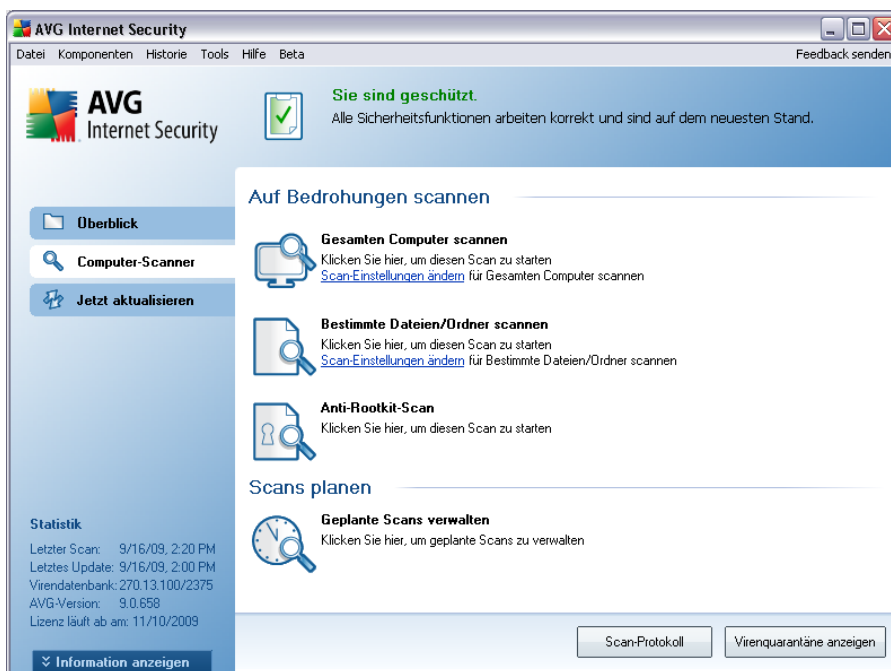 AVG Internet Security
Datei Komponenten Historie Tools Hilfe Beta Feedback senden
AVG
Internet Security
Sie sind geschützt.
Alle Sicherheitsfunktionen arbeiten korrekt und sind auf dem neuesten Stand.
Überblick
Computer-Scanner
Jetzt aktualisieren
Auf Bedrohungen scannen
Gesamten Computer scannen
Klicken Sie hier, um diesen Scan zu starten
Scan-Einstellungen ändern für Gesamten Computer scannen
Bestimmte Dateien/Ordner scannen
Klicken Sie hier, um diesen Scan zu starten
Scan-Einstellungen ändern für Bestimmte Dateien/Ordner scannen
Anti-Rootkit-Scan
Klicken Sie hier, um diesen Scan zu starten
Scans planen
Geplante Scans verwalten
Klicken Sie hier, um geplante Scans zu verwalten
Statistik
Letzter Scan: 9/16/09, 2:20 PM
Letztes Update: 9/16/09, 2:00 PM
Virendatenbank: 270.13.100/2375
AVG-Version: 9.0.658
Lizenz läuft ab am: 11/10/2009
Information anzeigen
Scan-Protokoll
Virenquarantäne anzeigen